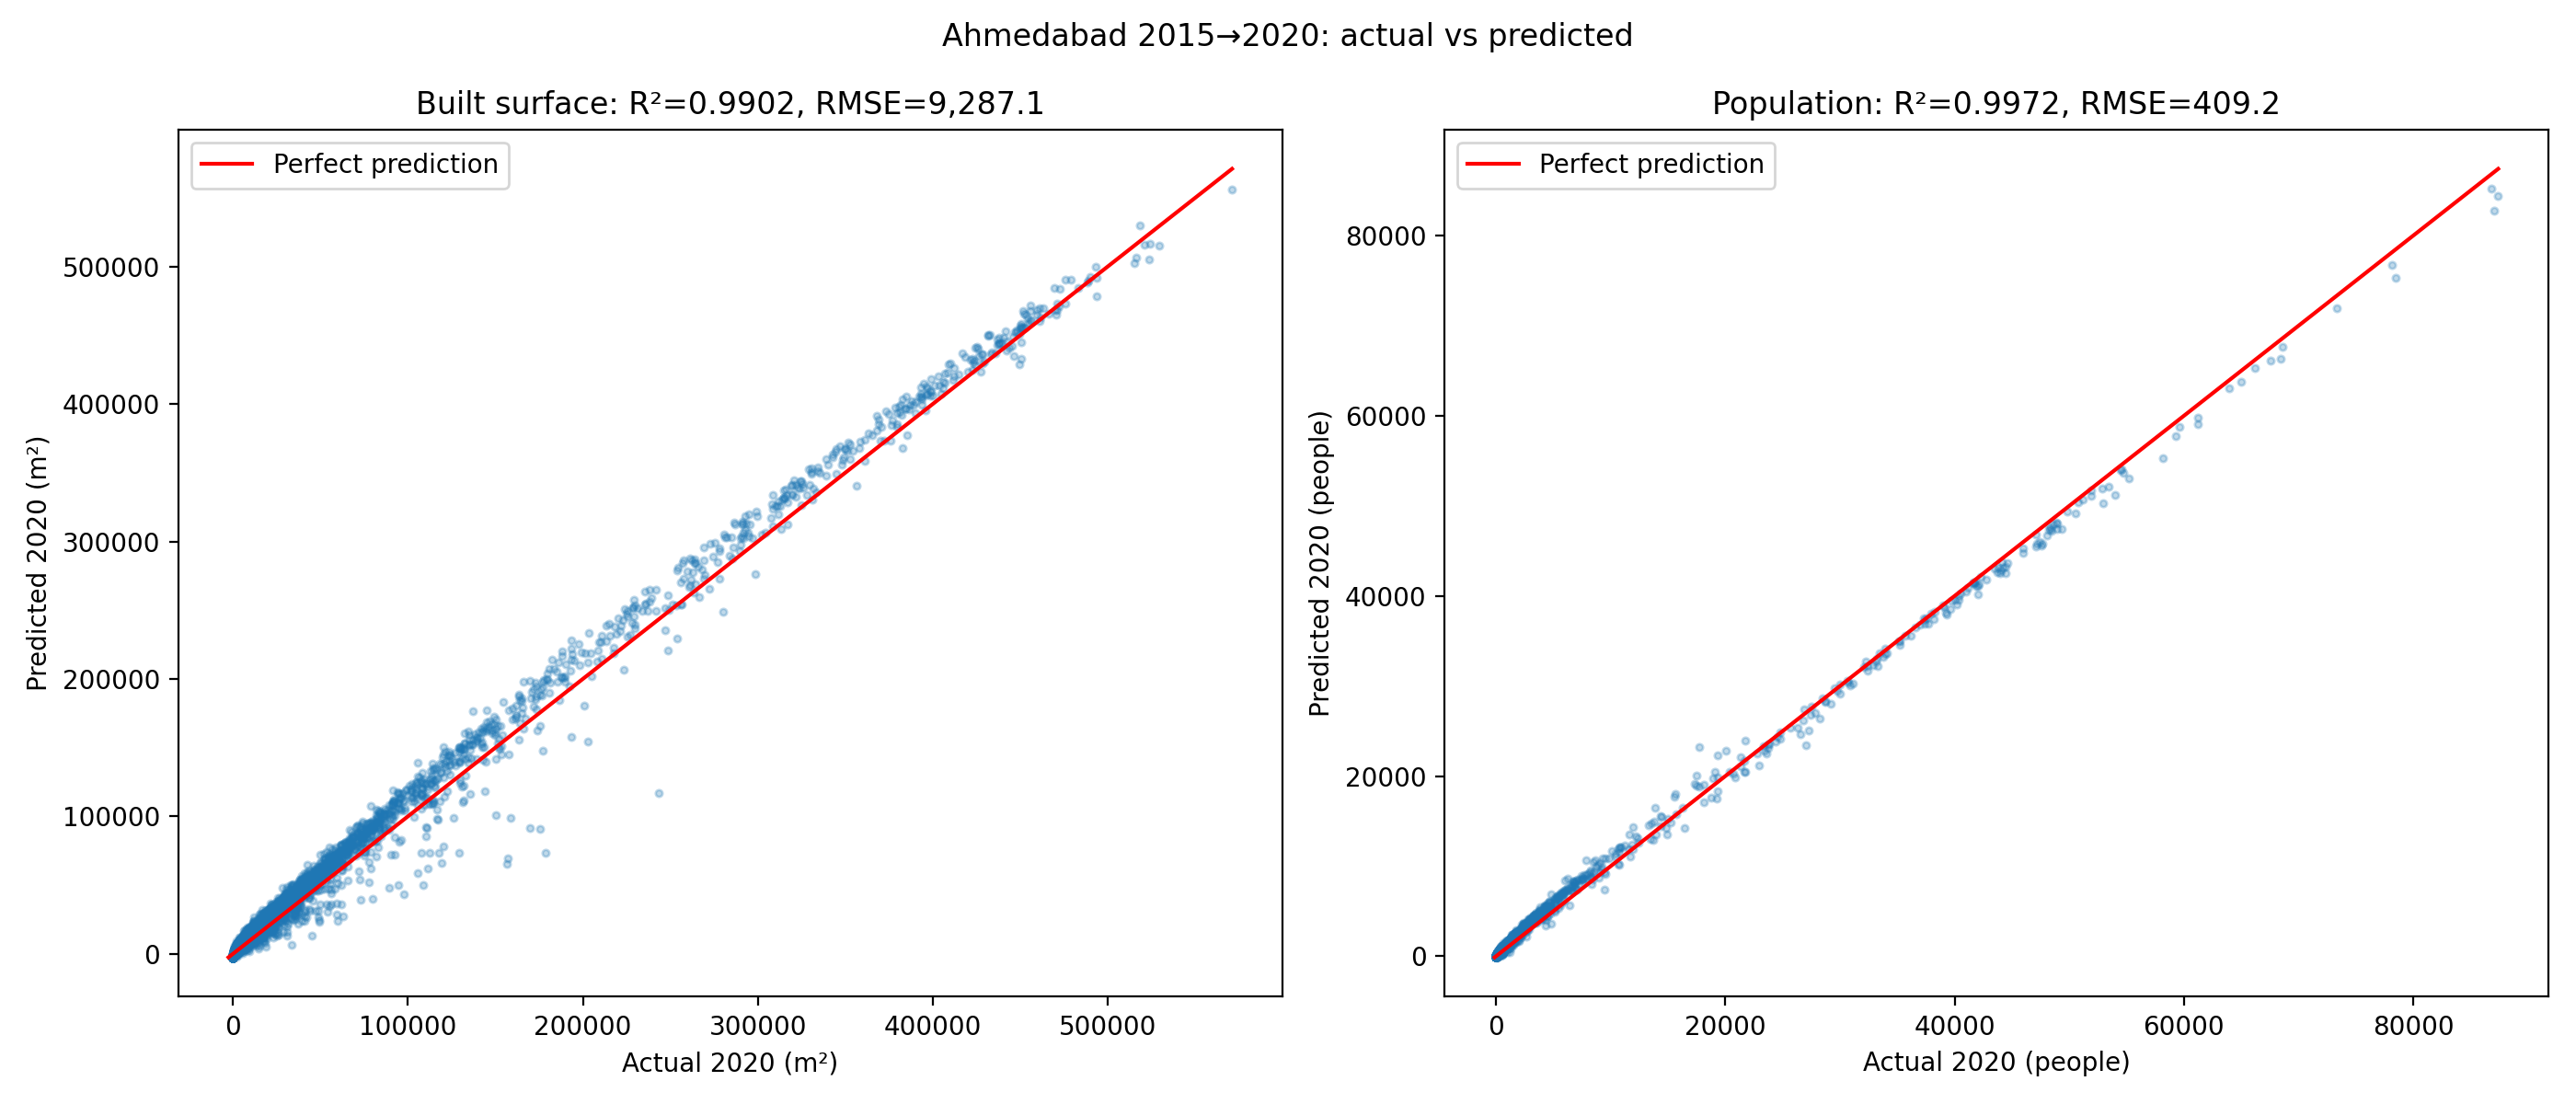 Ahmedabad 2015→2020: actual vs predicted
Built surface: R²=0.9902, RMSE=9,287.1
Perfect prediction
500000
400000
300000
200000
100000
0
Predicted 2020 (m²)
0 100000 200000 300000 400000 500000
Actual 2020 (m²)
Population: R²=0.9972, RMSE=409.2
Perfect prediction
80000
60000
40000
20000
0
Predicted 2020 (people)
0 20000 40000 60000 80000
Actual 2020 (people)